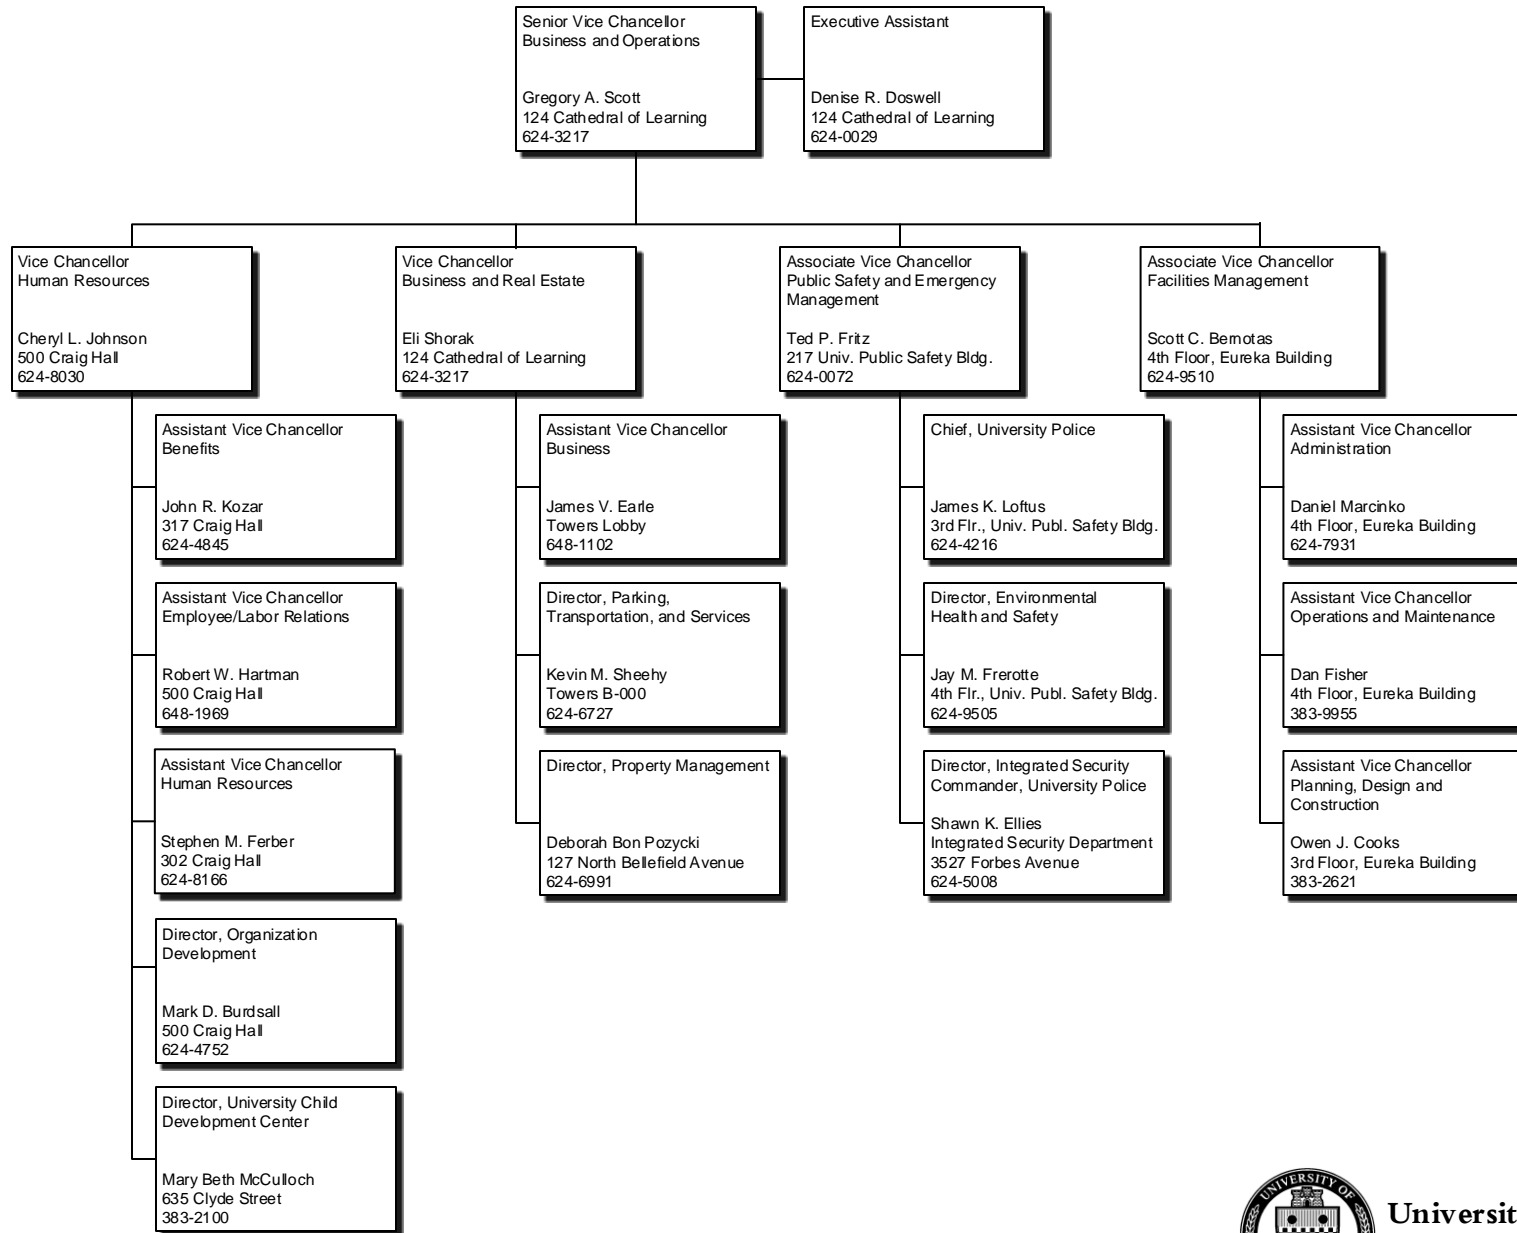 Senior Vice Chancellor
Business and Operations
Gregory A. Scott
124 Cathedral of Learning
624-3217
Executive Assistant
Denise R. Doswell
124 Cathedral of Learning
624-0029
Vice Chancellor
Human Resources
Cheryl L. Johnson
500 Craig Hall
624-8030
Vice Chancellor
Business and Real Estate
Eli Shorak
124 Cathedral of Learning
624-3217
Associate Vice Chancellor
Public Safety and Emergency
Management
Ted P. Fritz
217 Univ. Public Safety Bldg.
624-0072
Associate Vice Chancellor
Facilities Management
Scott C. Bernotas
4th Floor, Eureka Building
624-9510
Assistant Vice Chancellor
Benefits
John R. Kozar
317 Craig Hall
624-4845
Assistant Vice Chancellor
Employee/Labor Relations
Robert W. Hartman
500 Craig Hall
648-1969
Assistant Vice Chancellor
Human Resources
Stephen M. Ferber
302 Craig Hall
624-8166
Director, Organization
Development
Mark D. Burdsall
500 Craig Hall
624-4752
Director, University Child
Development Center
Mary Beth McCulloch
635 Clyde Street
383-2100
Assistant Vice Chancellor
Business
James V. Earle
Towers Lobby
648-1102
Director, Parking,
Transportation, and Services
Kevin M. Sheehy
Towers B-000
624-6727
Director, Property Management
Deborah Bon Pozycki
127 North Bellefield Avenue
624-6991
Chief, University Police
James K. Loftus
3rd Flr., Univ. Publ. Safety Bldg.
624-4216
Director, Environmental
Health and Safety
Jay M. Frerotte
4th Flr., Univ. Publ. Safety Bldg.
624-9505
Director, Integrated Security
Commander, University Police
Shawn K. Ellies
Integrated Security Department
3527 Forbes Avenue
624-5008
Assistant Vice Chancellor
Administration
Daniel Marcinko
4th Floor, Eureka Building
624-7931
Assistant Vice Chancellor
Operations and Maintenance
Dan Fisher
4th Floor, Eureka Building
383-9955
Assistant Vice Chancellor
Planning, Design and
Construction
Owen J. Cooks
3rd Floor, Eureka Building
383-2621
UNIVERSITY OF
Universit